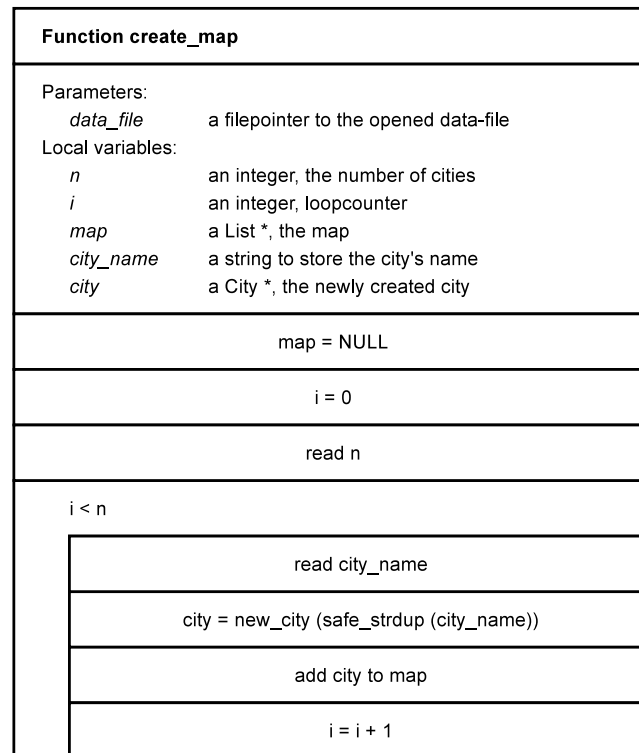 Function create_map
Parameters:
data_file a filepointer to the opened data-file
Local variables:
n an integer, the number of cities
i an integer, loopcounter
map a List *, the map
city_name a string to store the city's name
city a City *, the newly created city
map = NULL
i = 0
read n
i < n
read city_name
city = new_city (safe_strdup (city_name))
add city to map
i = i + 1